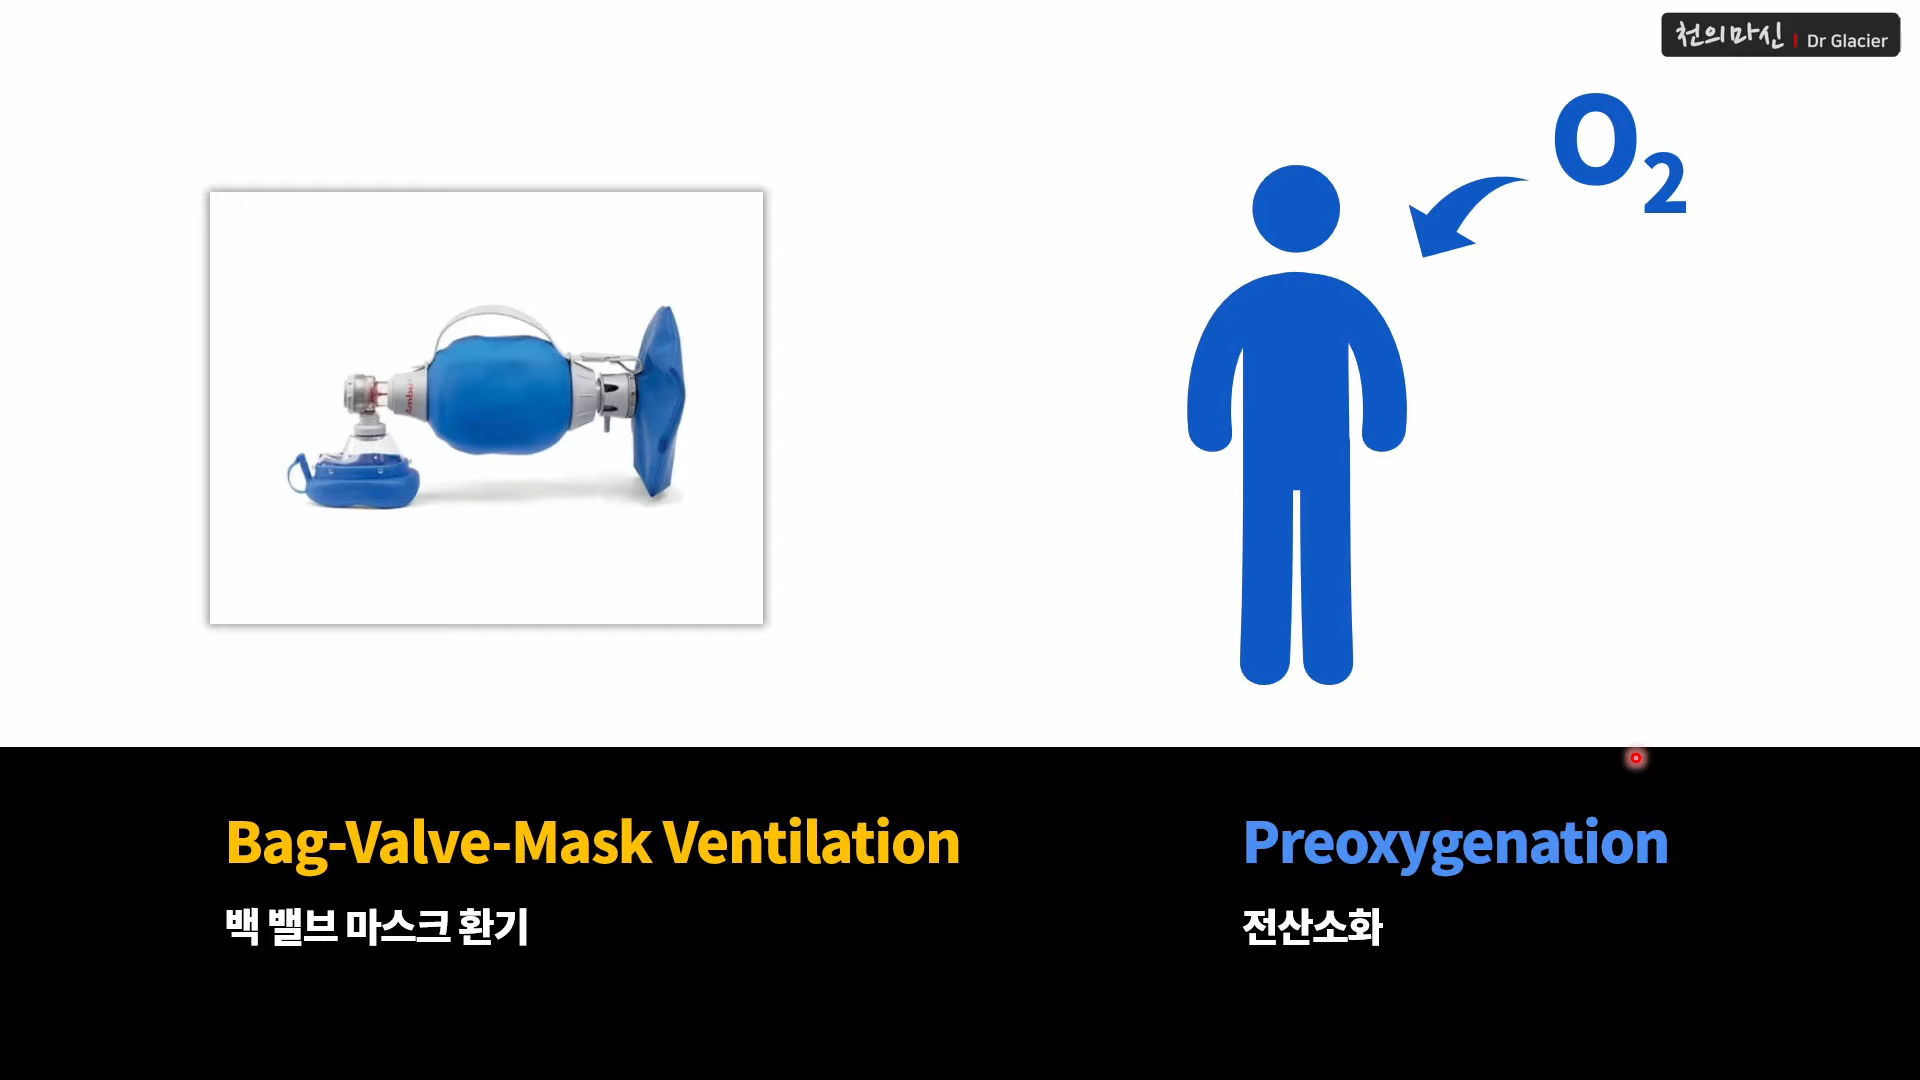 천의마신 | Dr Glacier
O2
Ambu
Bag-Valve-Mask Ventilation
백 밸브 마스크 환기
Preoxygenation
전산소화